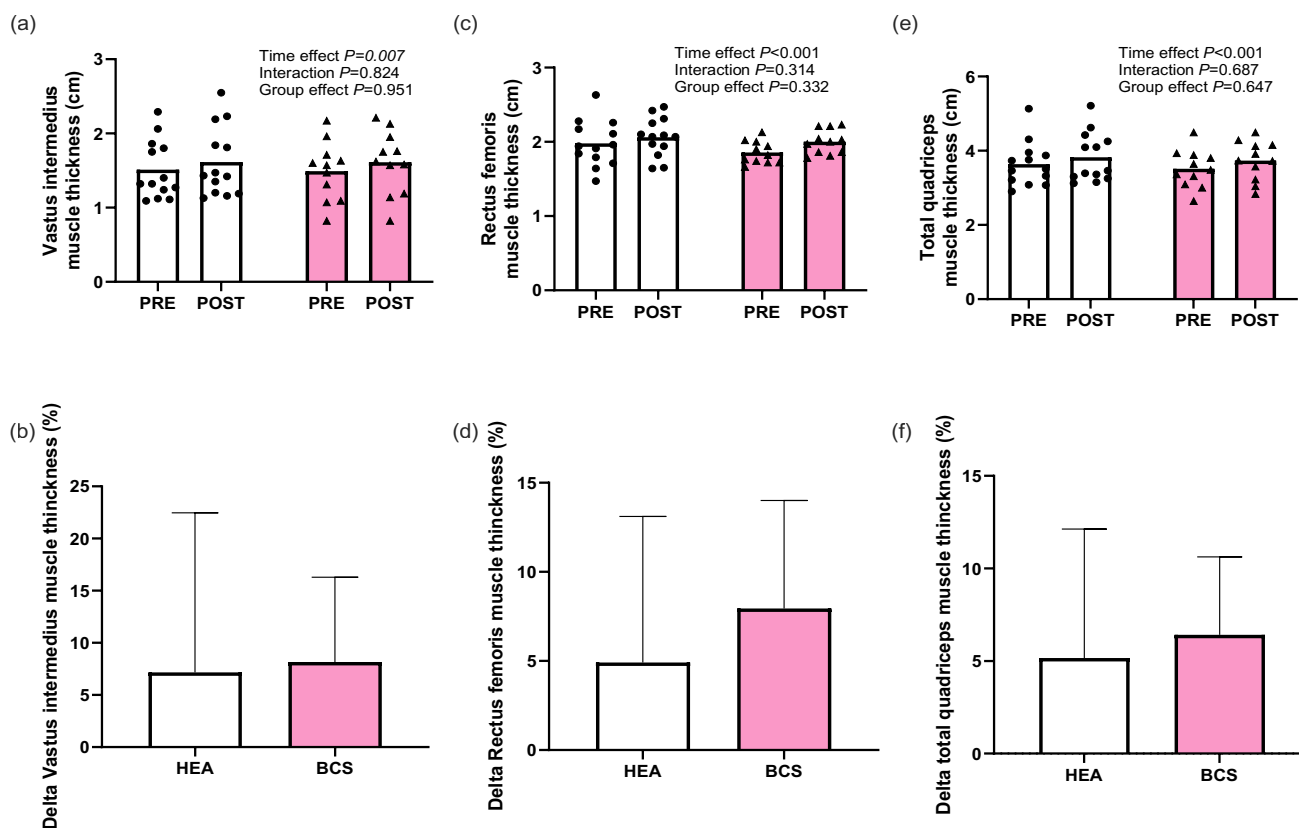 (a)
Vastus intermedius
muscle thickness (cm)
Time effect P=0.007
Interaction P=0.824
Group effect P=0.951
3
2
1
0
PRE POST PRE POST
(c)
Rectus femoris
muscle thickness (cm)
Time effect P<0.001
Interaction P=0.314
Group effect P=0.332
3
2
1
0
PRE POST PRE POST
(e)
Total quadriceps
muscle thickness (cm)
Time effect P<0.001
Interaction P=0.687
Group effect P=0.647
6
4
2
0
PRE POST PRE POST
(b)
Delta Vastus intermedius muscle thinckness (%)
25
20
15
10
5
0
HEA BCS
(d)
Delta Rectus femoris muscle thickness (%)
15
10
5
0
HEA BCS
(f)
Delta total quadriceps muscle thinckness (%)
15
10
5
0
HEA BCS